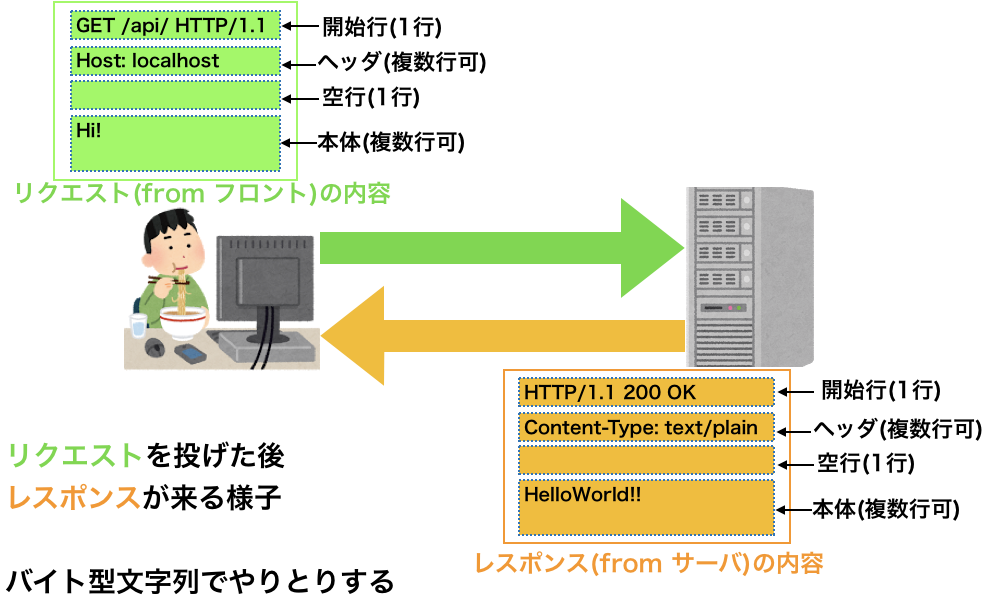 GET /api/ HTTP/1.1
開始行(1行)
Host: localhost
ヘッダ(複数行可)
空行(1行)
Hi!
本体(複数行可)
リクエスト(from フロント)の内容
HTTP/1.1 200 OK
開始行(1行)
Content-Type: text/plain
ヘッダ(複数行可)
空行(1行)
HelloWorld!!
本体(複数行可)
レスポンス(from サーバ)の内容
リクエストを投げた後
レスポンスが来る様子
バイト型文字列でやりとりする